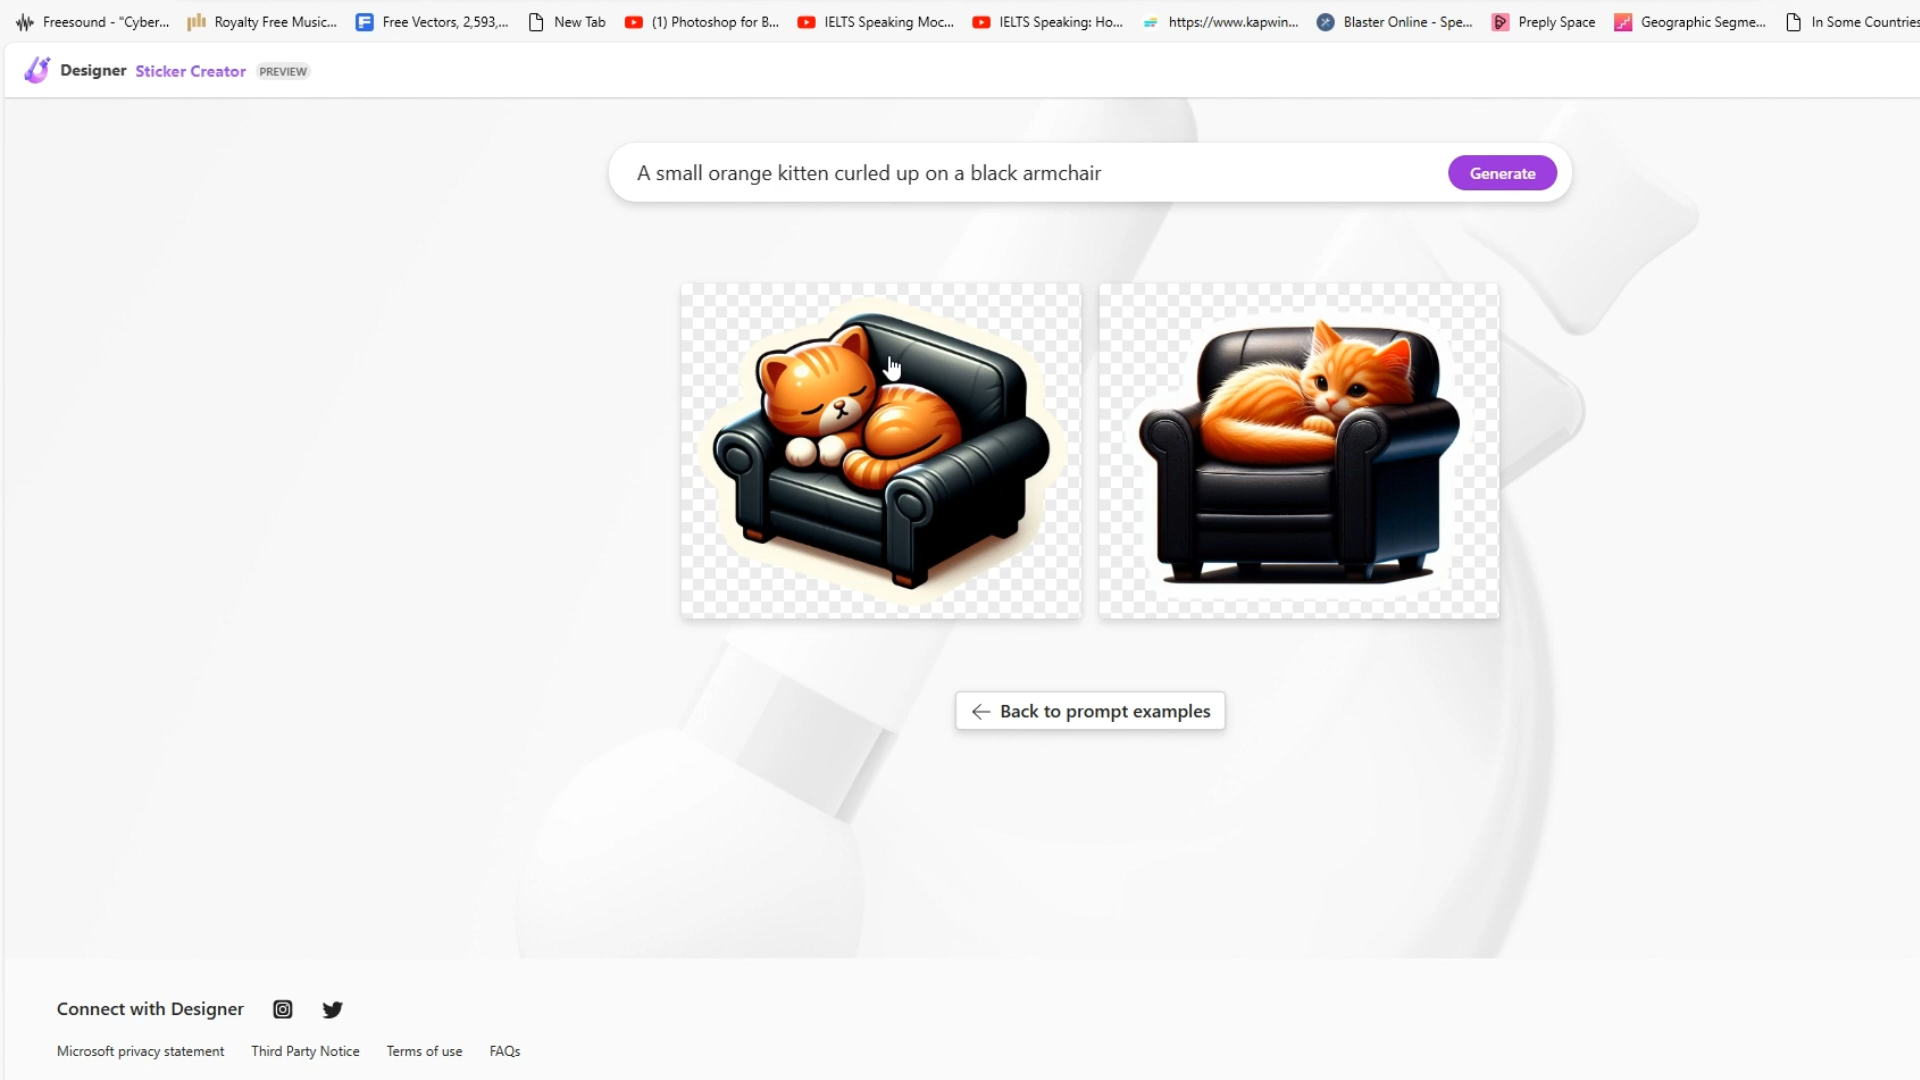 Freesound - "Cyber...
Royalty Free Music...
Free Vectors, 2,593,...
New Tab
(1) Photoshop for B...
IELTS Speaking Moc...
IELTS Speaking: Ho...
https://www.kapwin...
Blaster Online - Spe...
Preply Space
Geographic Segme...
In Some Countries
Designer Sticker Creator PREVIEW
A small orange kitten curled up on a black armchair
Generate
Back to prompt examples
Connect with Designer
Microsoft privacy statement
Third Party Notice
Terms of use
FAQs